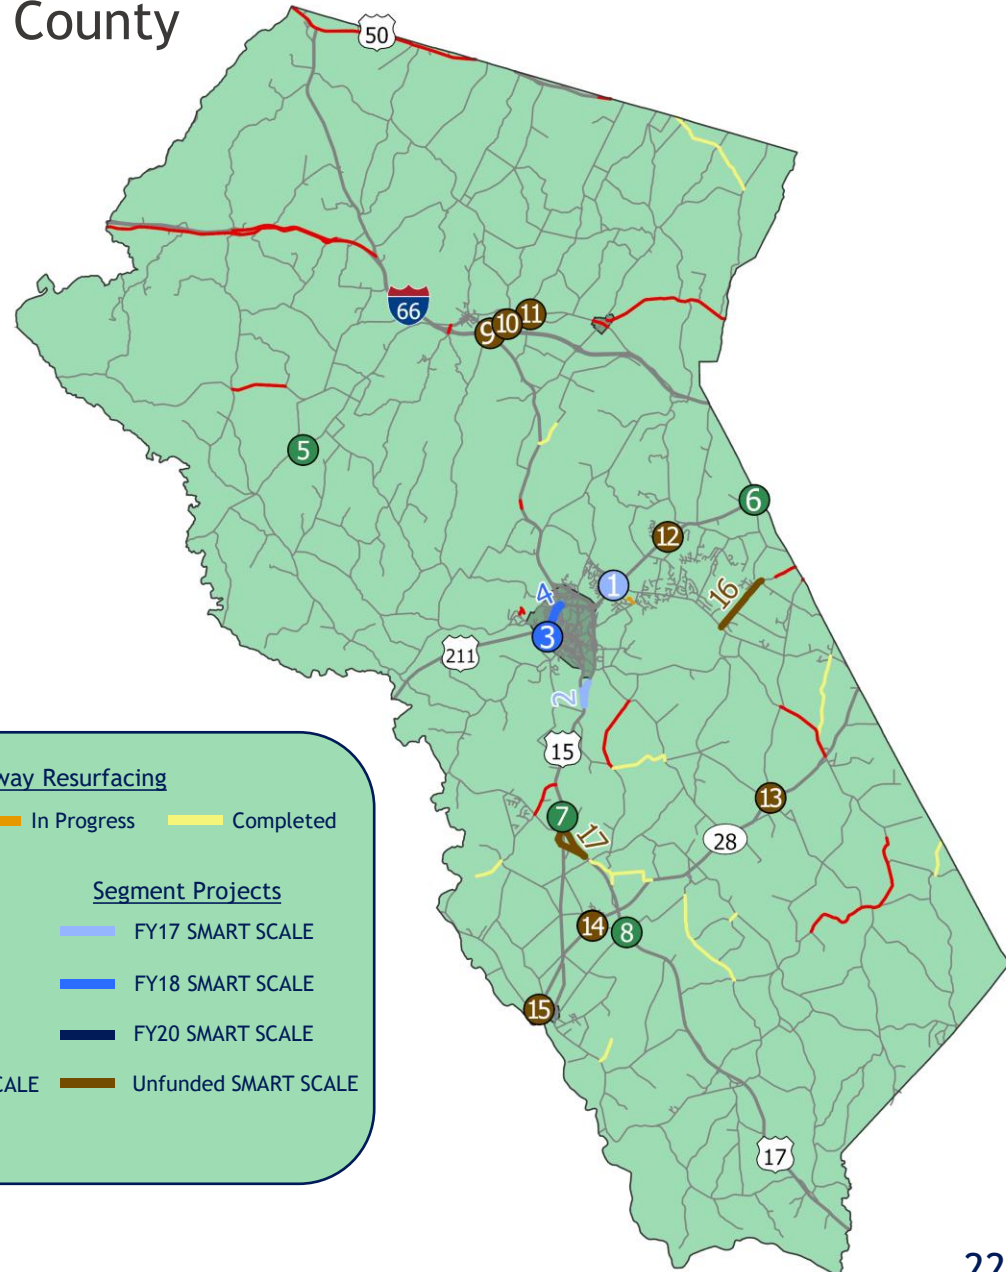 County
50
66
9
10
11
5
6
12
16
1
4
3
211
2
15
13
7
17
28
14
8
15
17
way Resurfacing
In Progress
Completed
Segment Projects
FY17 SMART SCALE
FY18 SMART SCALE
FY20 SMART SCALE
CALE
Unfunded SMART SCALE
22